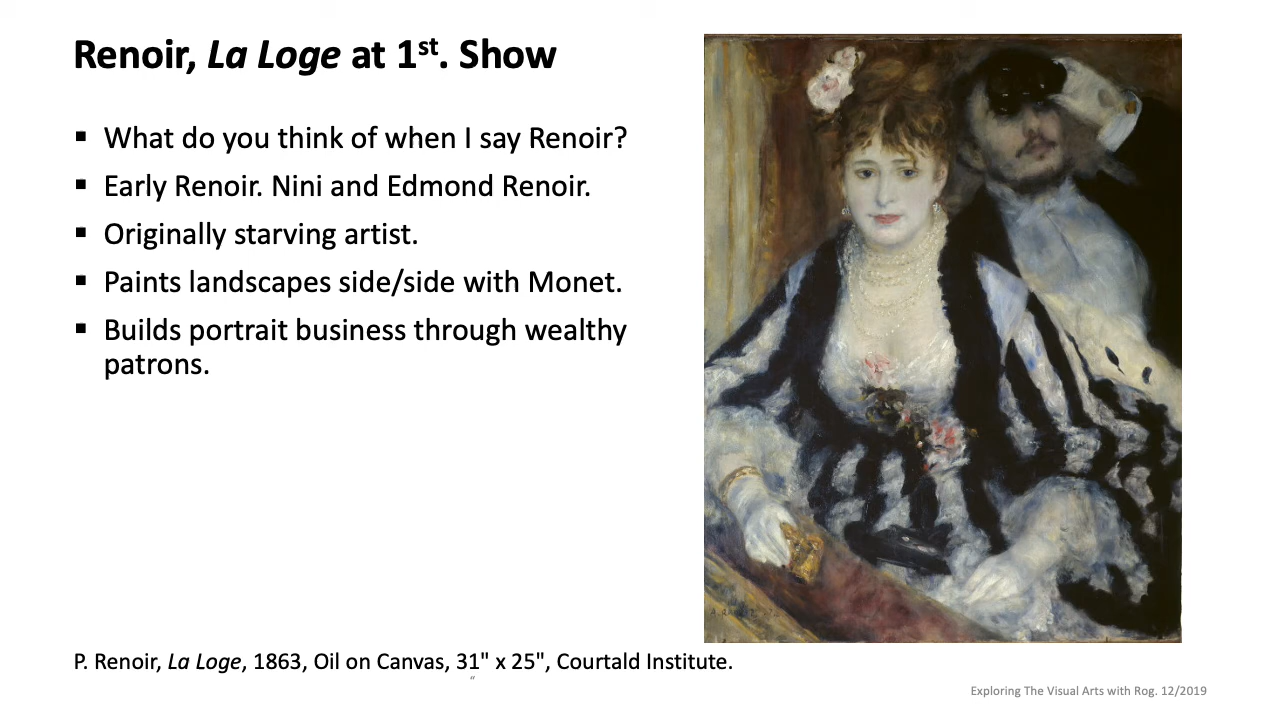 Renoir, La Loge at 1st. Show
▪ What do you think of when I say Renoir?
▪ Early Renoir. Nini and Edmond Renoir.
▪ Originally starving artist.
▪ Paints landscapes side/side with Monet.
▪ Builds portrait business through wealthy
patrons.
P. Renoir, La Loge, 1863, Oil on Canvas, 31" x 25", Courtald Institute.
“
Exploring The Visual Arts with Rog. 12/2019